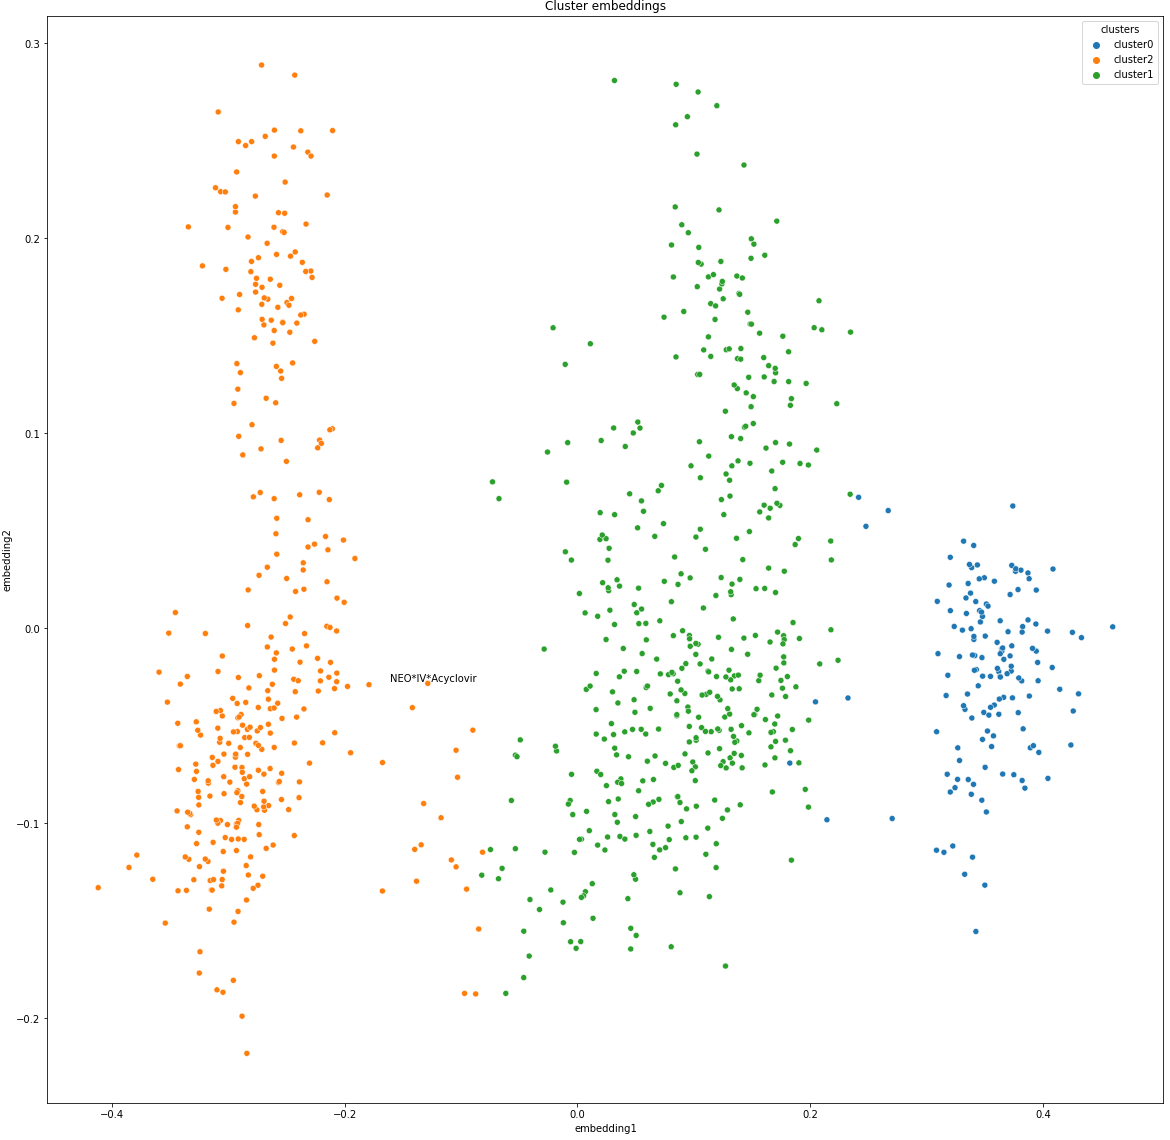 Cluster embeddings
clusters
cluster0
cluster2
cluster1
embedding2
0.3
0.2
0.1
0.0
−0.1
−0.2
NEO*IV*Acyclovir
−0.4
−0.2
0.0
0.2
0.4
embedding1